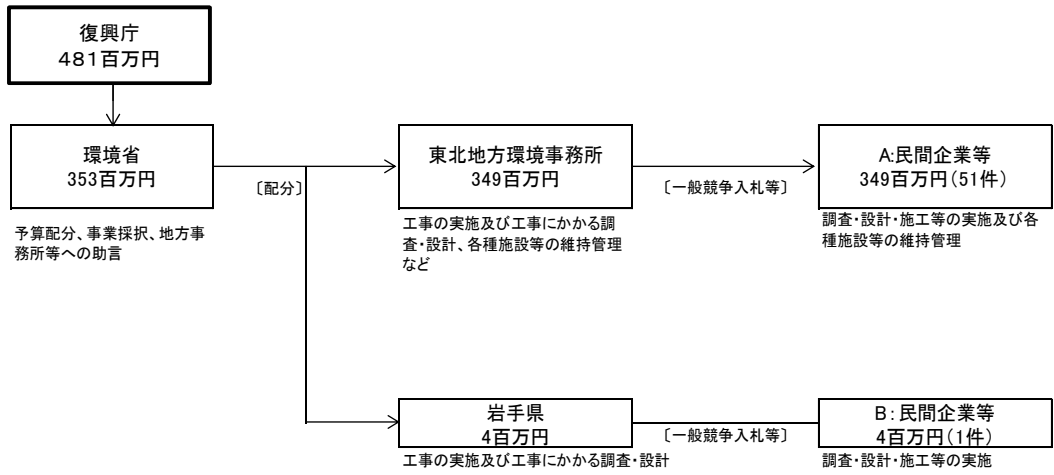 復興庁
481百万円
環境省
353百万円
予算配分、事業採択、地方事
務所等への助言
〔配分〕
東北地方環境事務所
349百万円
工事の実施及び工事にかかる調
査・設計、各種施設等の維持管理
など
〔一般競争入札等〕
A:民間企業等
349百万円(51件)
調査・設計・施工等の実施及び各
種施設等の維持管理
岩手県
4百万円
工事の実施及び工事にかかる調査・設計
〔一般競争入札等〕
B:民間企業等
4百万円(1件)
調査・設計・施工等の実施